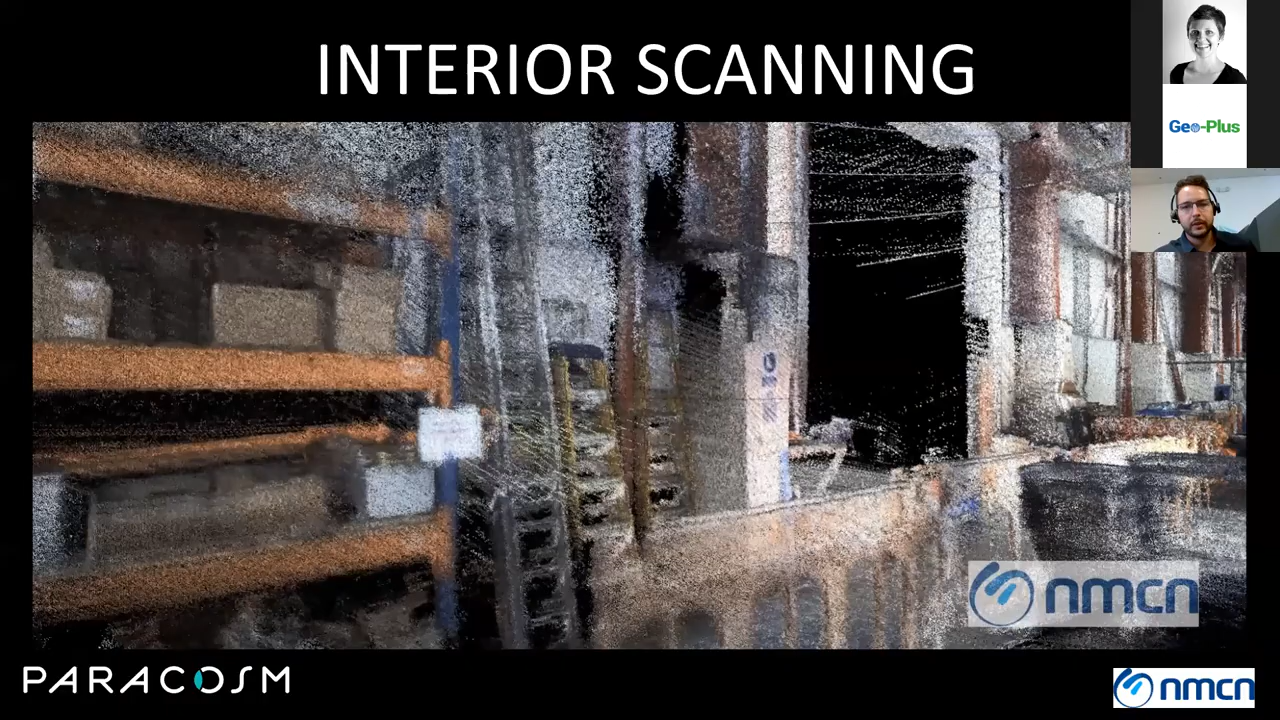 INTERIOR SCANNING
Geo-Plus
nmcn
PARACOSM
nmcn